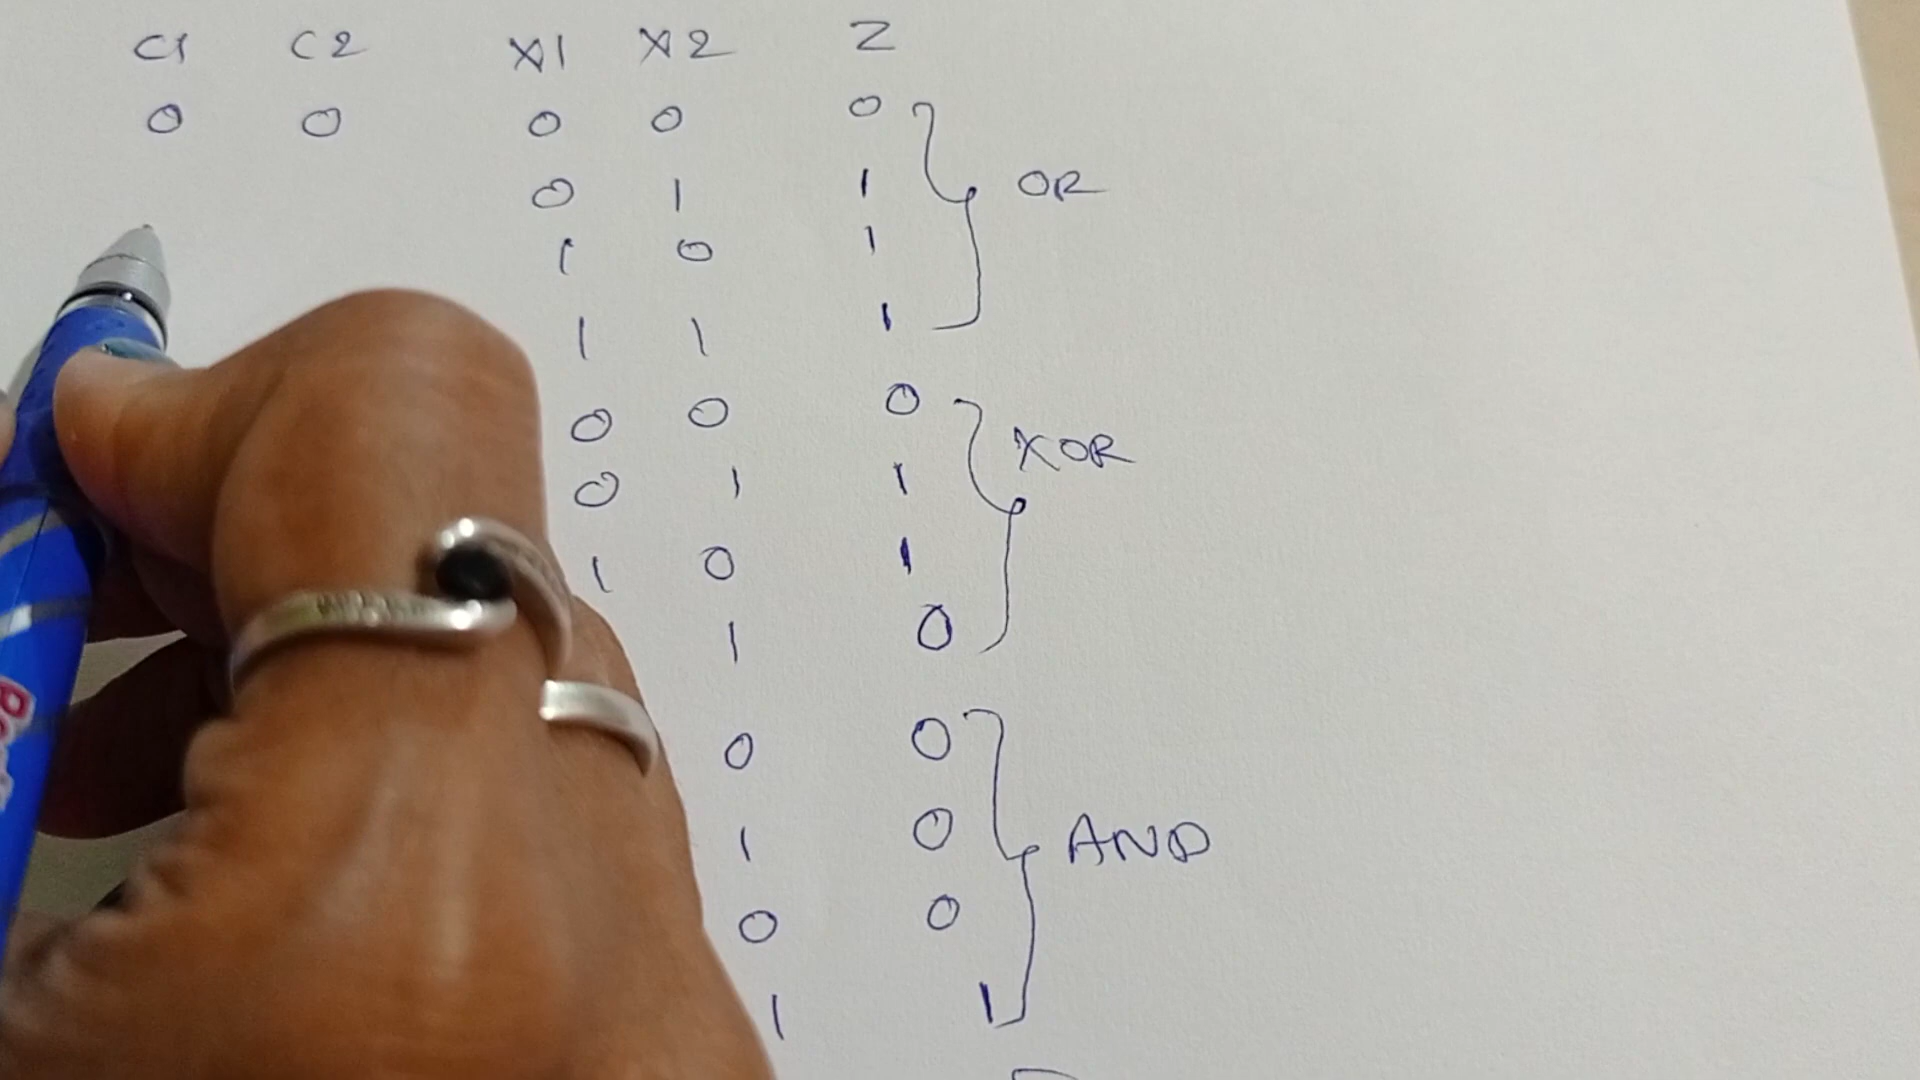 C1 C2 X1 X2 Z
0 0 0 0 0
0 1 1 OR
1 0 1
1 1 1
0 0 0
XOR
0 1 1
1 0 1
1 0
0 0
1 0 AND
0 0
1 1